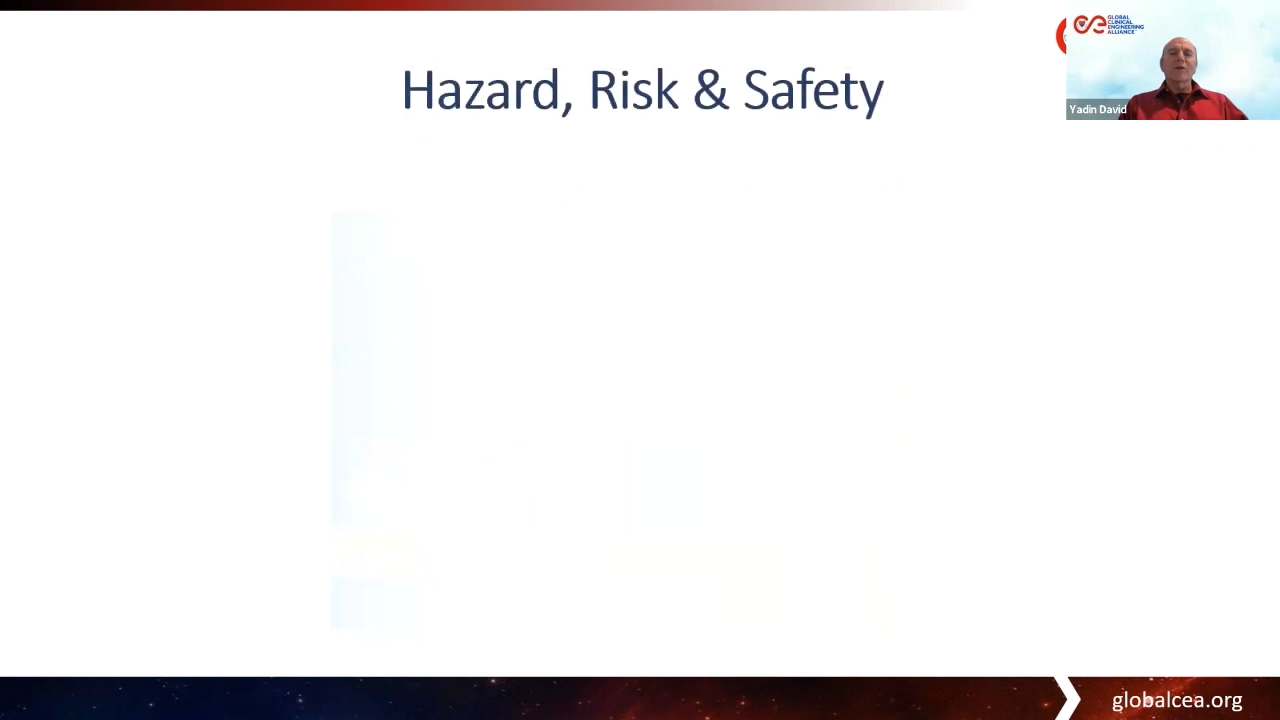 Hazard, Risk & Safety
GLOBAL
CLINICAL
ENGINEERING
ALLIANCE
Yadin David
globalcea.org